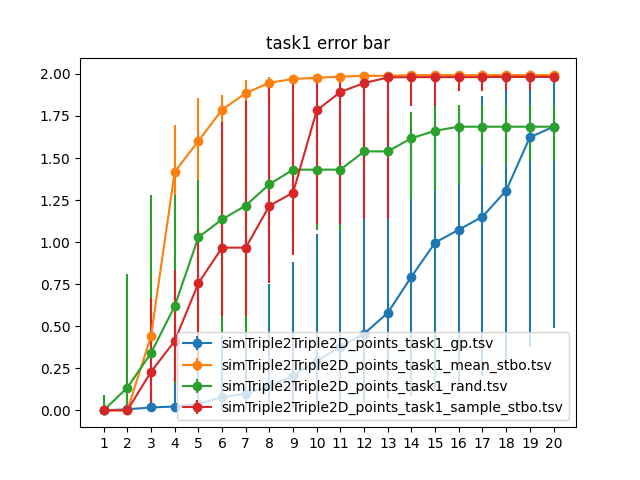 task1 error bar
2.00
1.75
1.50
1.25
1.00
0.75
0.50
0.25
0.00
simTriple2Triple2D_points_task1_gp.tsv
simTriple2Triple2D_points_task1_mean_stbo.tsv
simTriple2Triple2D_points_task1_rand.tsv
simTriple2Triple2D_points_task1_sample_stbo.tsv
1 2 3 4 5 6 7 8 9 10 11 12 13 14 15 16 17 18 19 20